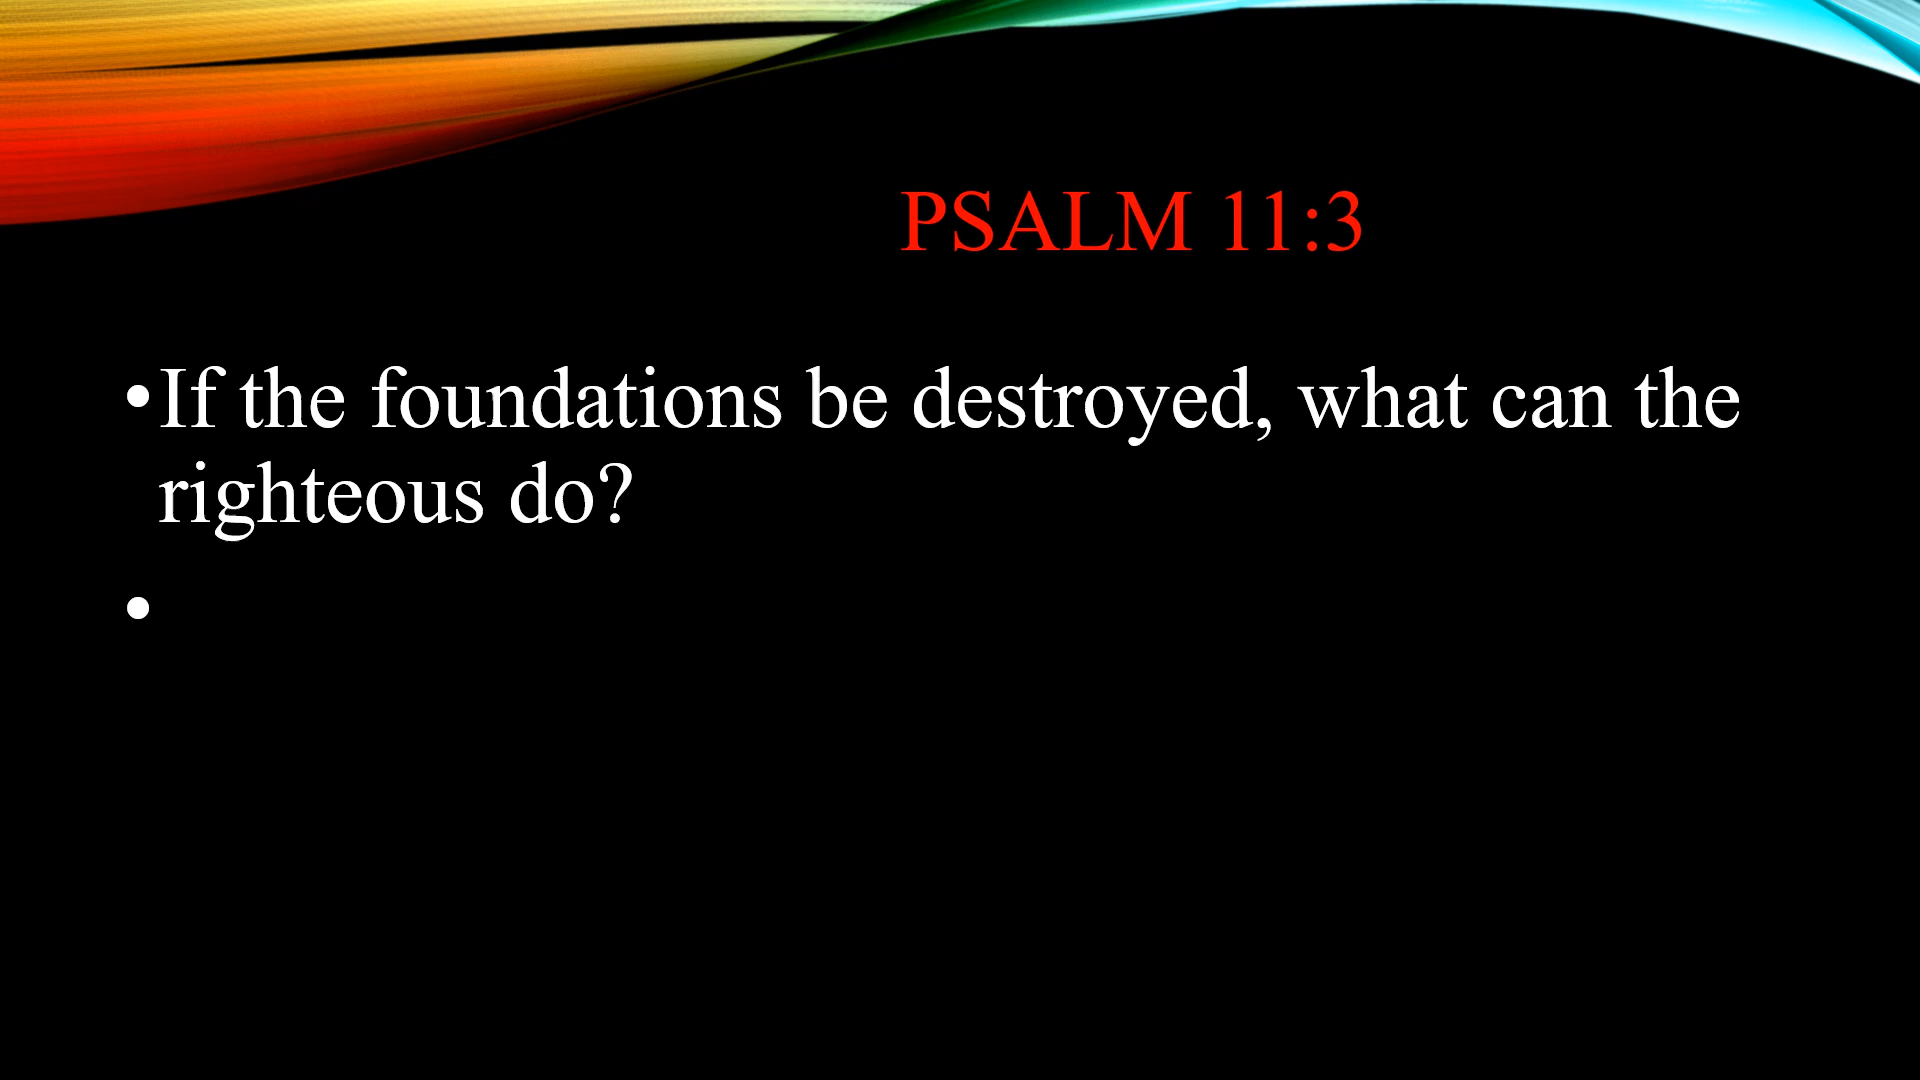 PSALM 11:3
•If the foundations be destroyed, what can the
righteous do?
•